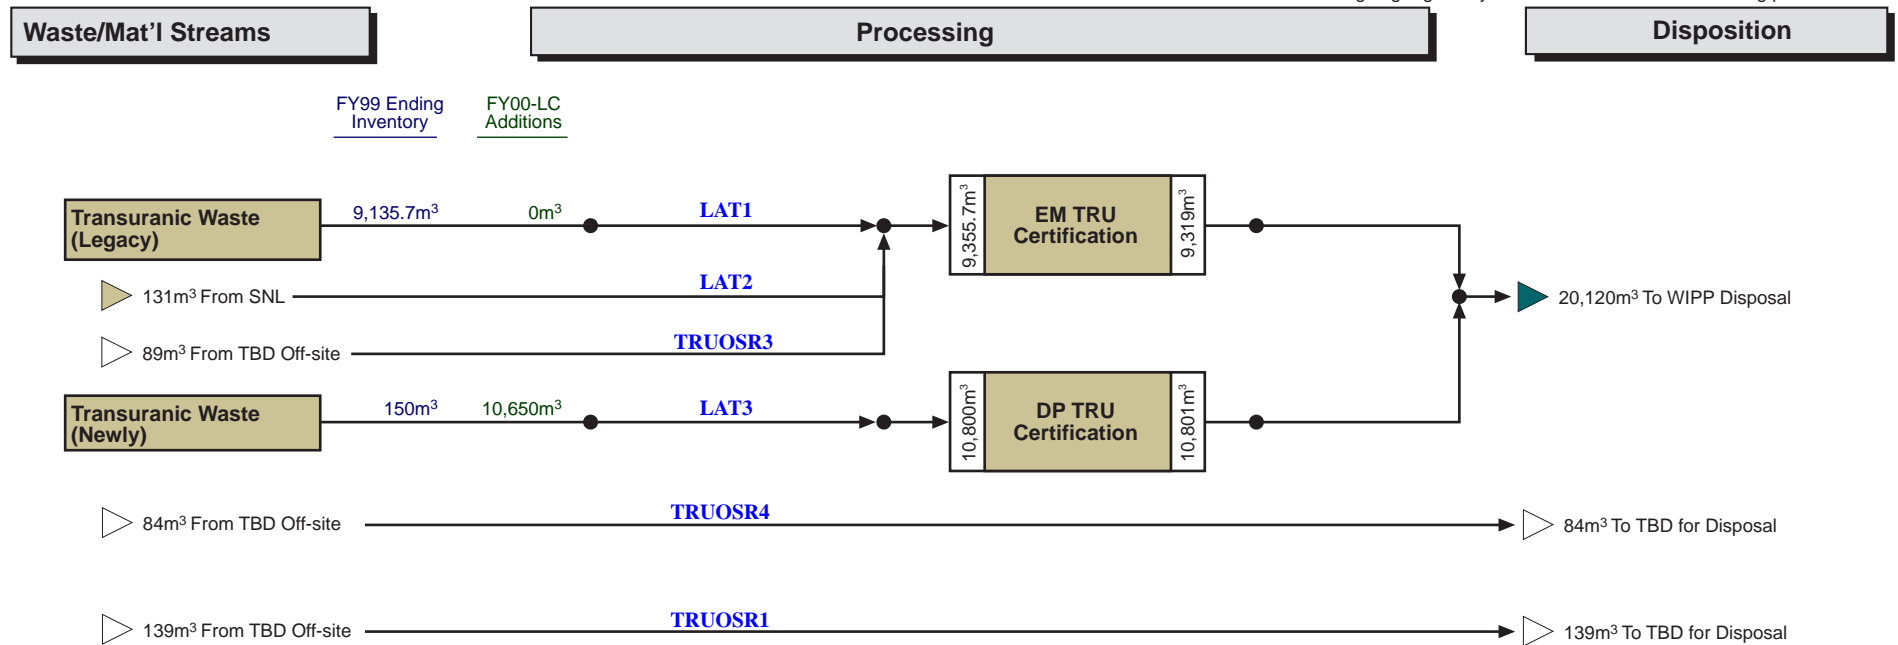 Waste/Mat'l Streams
Processing
Disposition
FY99 Ending
Inventory
FY00-LC
Additions
Transuranic Waste
(Legacy)
9,135.7m³
0m³
LAT1
9,355.7m³
EM TRU
Certification
9,319m³
131m³ From SNL
LAT2
20,120m³ To WIPP Disposal
89m³ From TBD Off-site
TRUOSR3
Transuranic Waste
(Newly)
150m³
10,650m³
LAT3
10,800m³
DP TRU
Certification
10,801m³
84m³ From TBD Off-site
TRUOSR4
84m³ To TBD for Disposal
139m³ From TBD Off-site
TRUOSR1
139m³ To TBD for Disposal